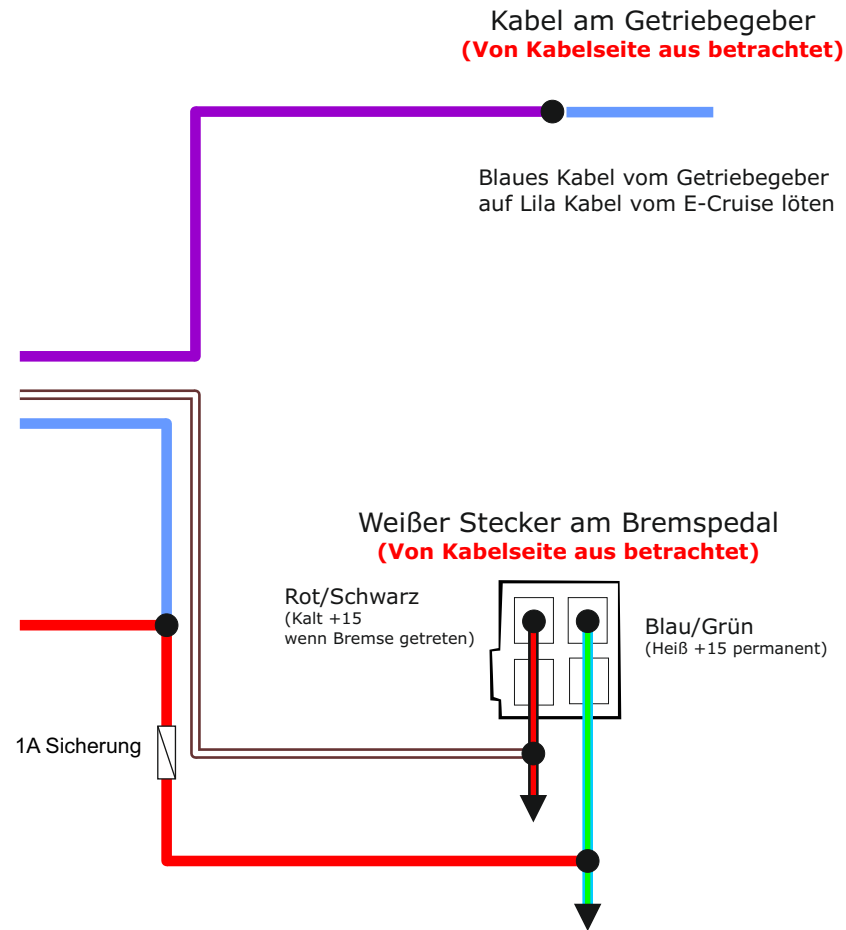 Kabel am Getriebegeber
(Von Kabelseite aus betrachtet)
Blaues Kabel vom Getriebegeber
auf Lila Kabel vom E-Cruise löten
Weißer Stecker am Bremspedal
(Von Kabelseite aus betrachtet)
Rot/Schwarz
(Kalt +15
wenn Bremse getreten)
Blau/Grün
(Heiß +15 permanent)
1A Sicherung